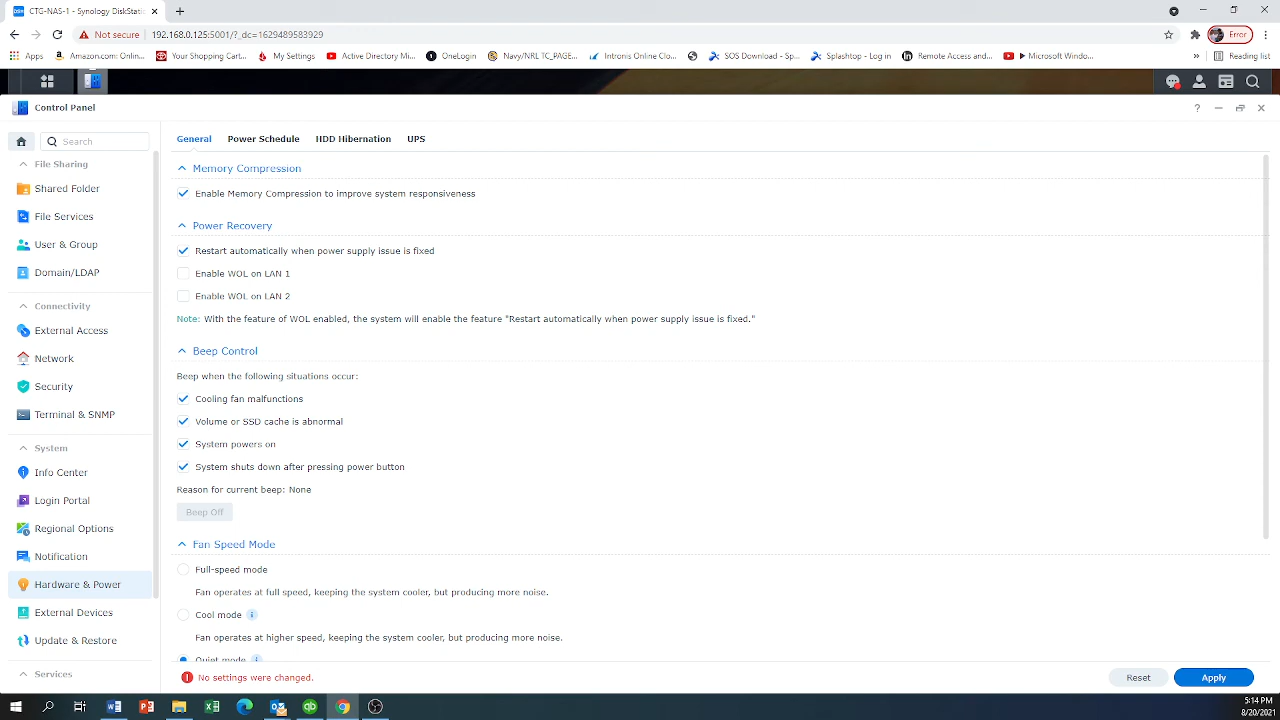 CTG-NAS-1 - Synology DiskStati
Not secure
192.168.0.125:5001/?_dc=1629489583929
Error
Apps
Amazon.com: Onlin...
Your Shopping Cart...
My Settings
Active Directory Mi...
OneLogin
Navy/NRL TC_PAGE...
Intronis Online Clo...
SOS Download - Sp...
Splashtop - Log in
Remote Access and...
Microsoft Windo...
»
Reading list
Control Panel
?
Search
General
Power Schedule
HDD Hibernation
UPS
File Sharing
Shared Folder
File Services
User & Group
Domain/LDAP
Connectivity
External Access
Network
Security
Terminal & SNMP
System
Info Center
Login Portal
Regional Options
Notification
Hardware & Power
External Devices
Update & Restore
Services
Memory Compression
Enable Memory Compression to improve system responsiveness
Power Recovery
Restart automatically when power supply issue is fixed
Enable WOL on LAN 1
Enable WOL on LAN 2
Note: With the feature of WOL enabled, the system will enable the feature "Restart automatically when power supply issue is fixed."
Beep Control
Beep when the following situations occur:
Cooling fan malfunctions
Volume or SSD cache is abnormal
System powers on
System shuts down after pressing power button
Reason for current beep: None
Beep Off
Fan Speed Mode
Full-speed mode
Fan operates at full speed, keeping the system cooler, but producing more noise.
Cool mode
Fan operates at higher speed, keeping the system cooler, but producing more noise.
Quiet mode
No settings were changed.
Reset
Apply
5:14 PM
8/20/2021